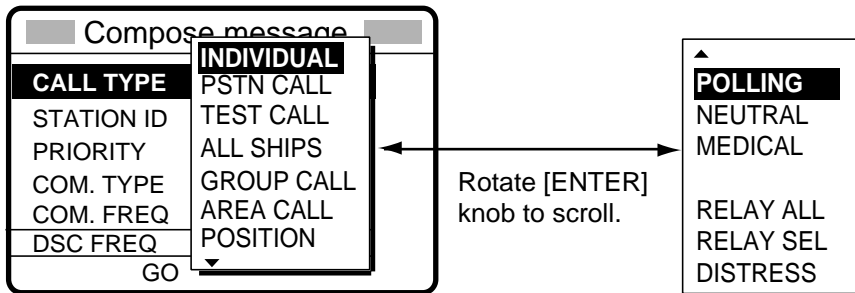 Compose message
CALL TYPE
STATION ID
PRIORITY
COM. TYPE
COM. FREQ
DSC FREQ
GO
INDIVIDUAL
PSTN CALL
TEST CALL
ALL SHIPS
GROUP CALL
AREA CALL
POSITION
Rotate [ENTER]
knob to scroll.
POLLING
NEUTRAL
MEDICAL
RELAY ALL
RELAY SEL
DISTRESS